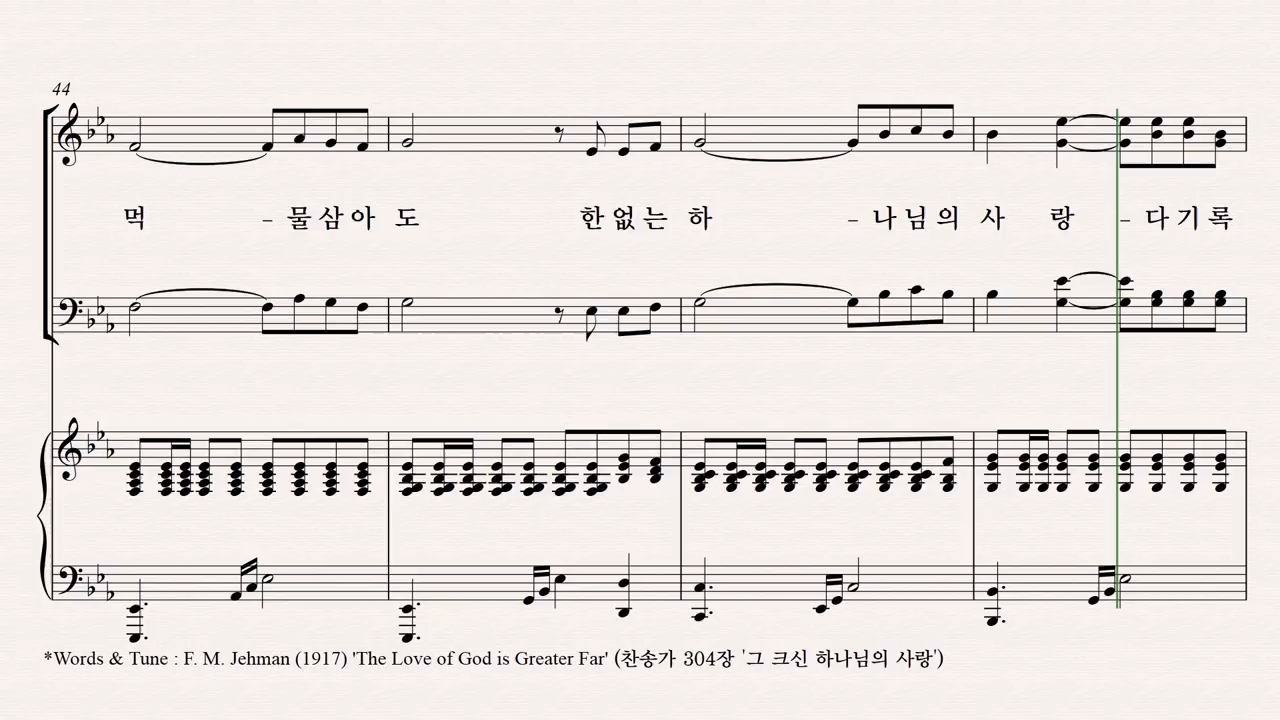 44
먹 - 물 삼 아 도 한 없 는 하 - 나 님 의 사 랑 - 다 기 록
*Words & Tune : F. M. Jehman (1917) 'The Love of God is Greater Far' (찬송가 304장 '그 크신 하나님의 사랑')